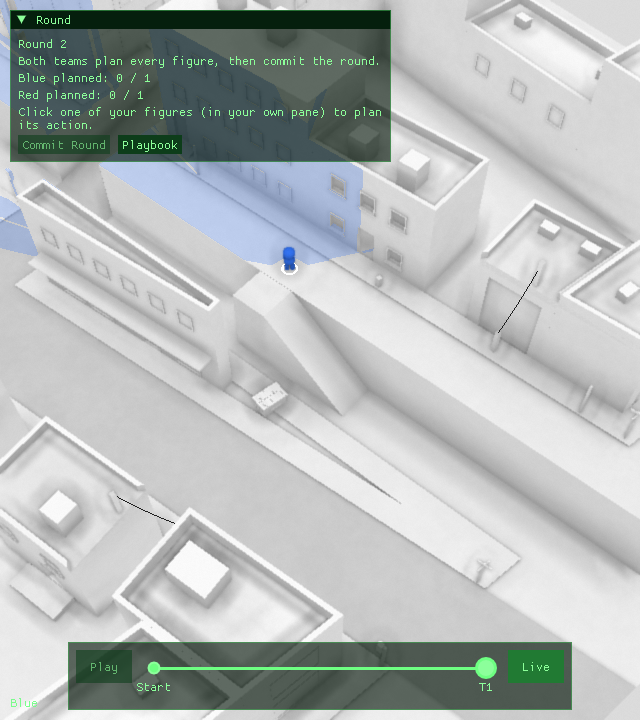 Round
Round 2
Both teams plan every figure, then commit the round.
Blue planned: 0 / 1
Red planned: 0 / 1
Click one of your figures (in your own pane) to plan
its action.
Commit Round
Playbook
Play
Start
T1
Live
Blue